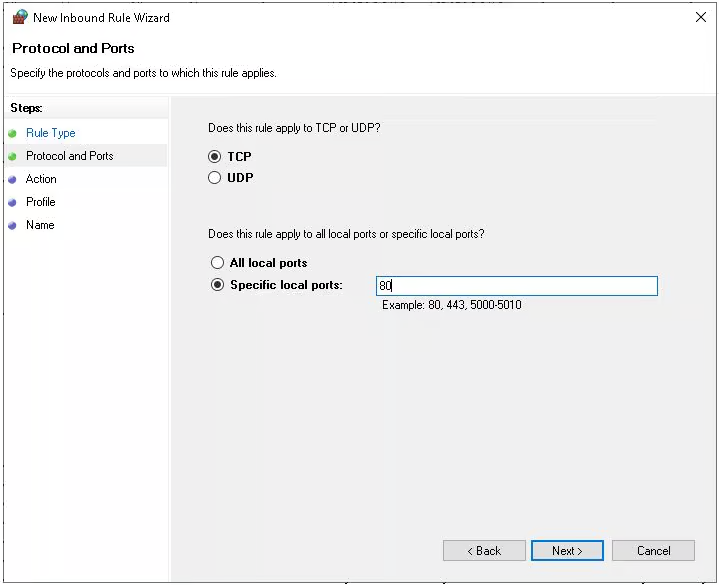 New Inbound Rule Wizard
Protocol and Ports
Specify the protocols and ports to which this rule applies.
Steps:
Rule Type
Protocol and Ports
Action
Profile
Name
Does this rule apply to TCP or UDP?
TCP
UDP
Does this rule apply to all local ports or specific local ports?
All local ports
Specific local ports: 80
Example: 80, 443, 5000-5010
< Back Next > Cancel